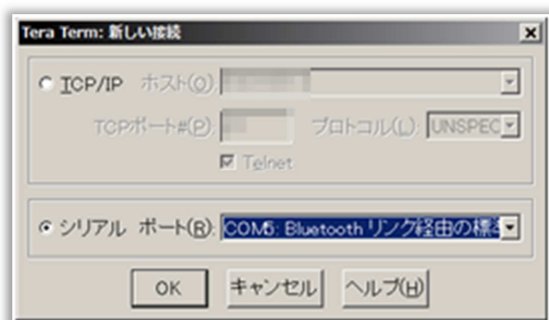 Tera Term: 新しい接続
TCP/IP ホスト(O):
TCPポート#(P): プロトコル(L): UNSPEC
Telnet
シリアル ポート(R): COM5: Bluetooth リンク経由の標準
OK キャンセル ヘルプ(H)